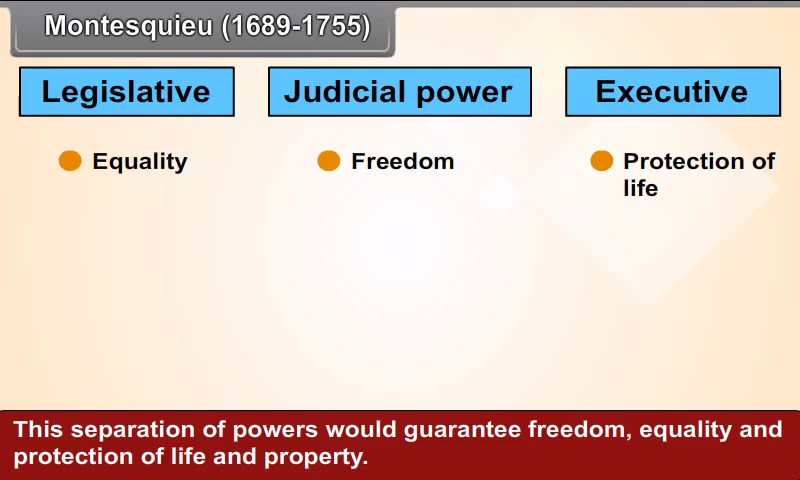 Montesquieu (1689-1755)
Legislative
Judicial power
Executive
Equality
Freedom
Protection of
life
This separation of powers would guarantee freedom, equality and
protection of life and property.